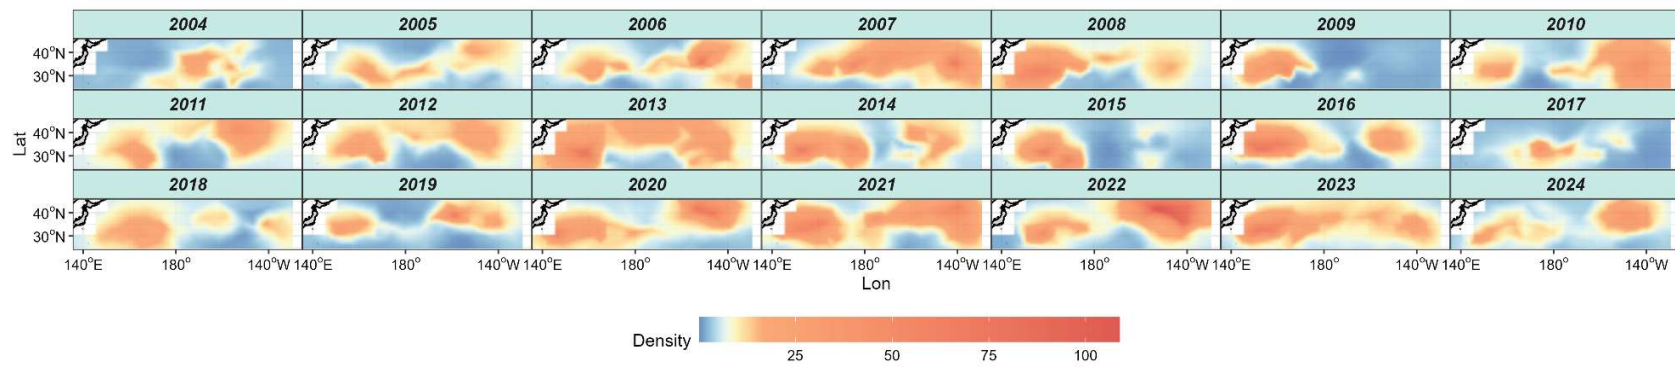 2004 2005 2006 2007 2008 2009 2010
40°N
30°N
2011 2012 2013 2014 2015 2016 2017
Lat
40°N
30°N
2018 2019 2020 2021 2022 2023 2024
40°N
30°N
140°E 180° 140°W 140°E 180° 140°W 140°E 180° 140°W 140°E 180° 140°W 140°E 180° 140°W 140°E 180° 140°W 140°E 180° 140°W
Lon
Density
25 50 75 100